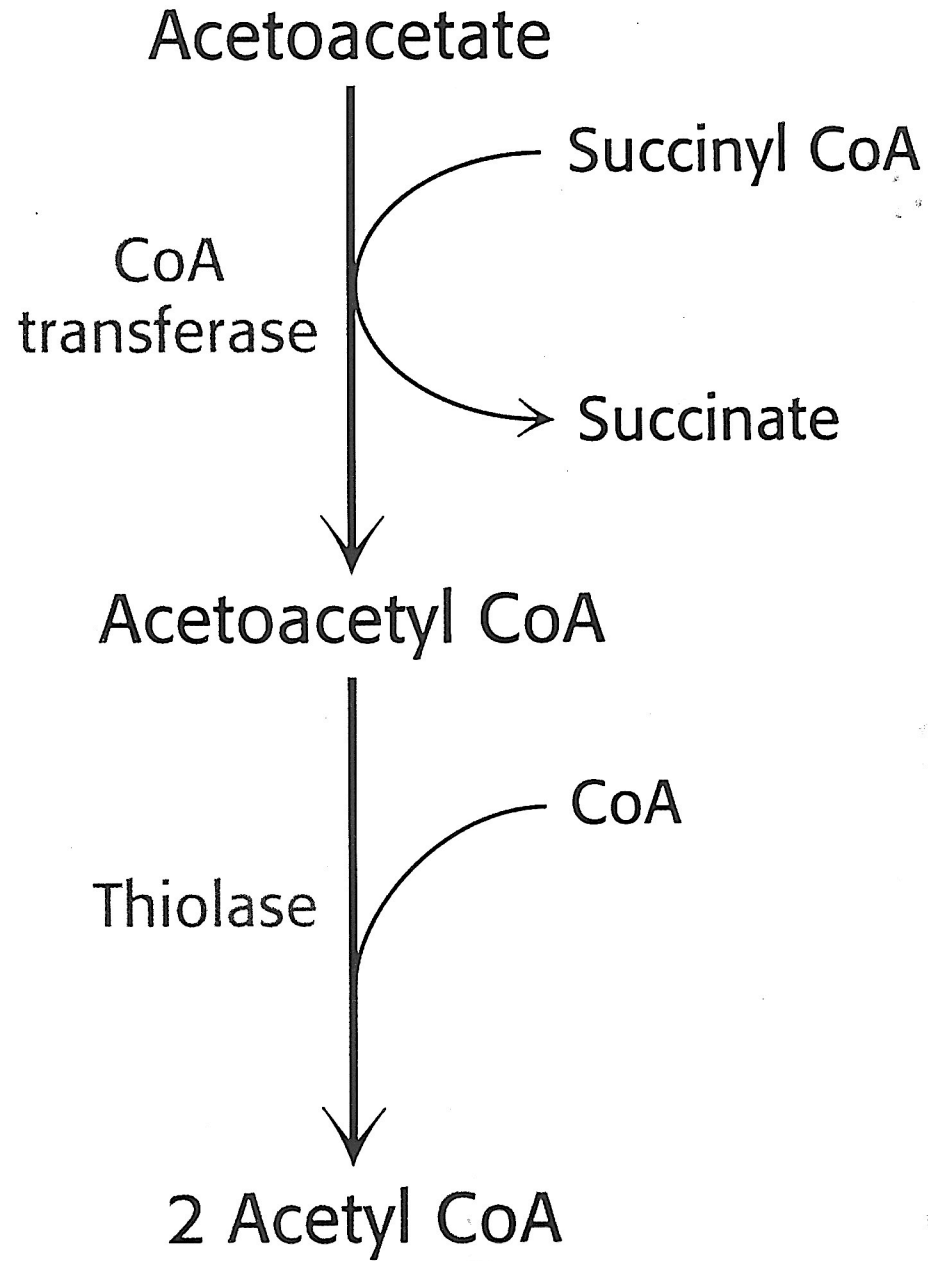 Acetoacetate
Succinyl CoA
CoA
transferase
Succinate
Acetoacetyl CoA
CoA
Thiolase
2 Acetyl CoA